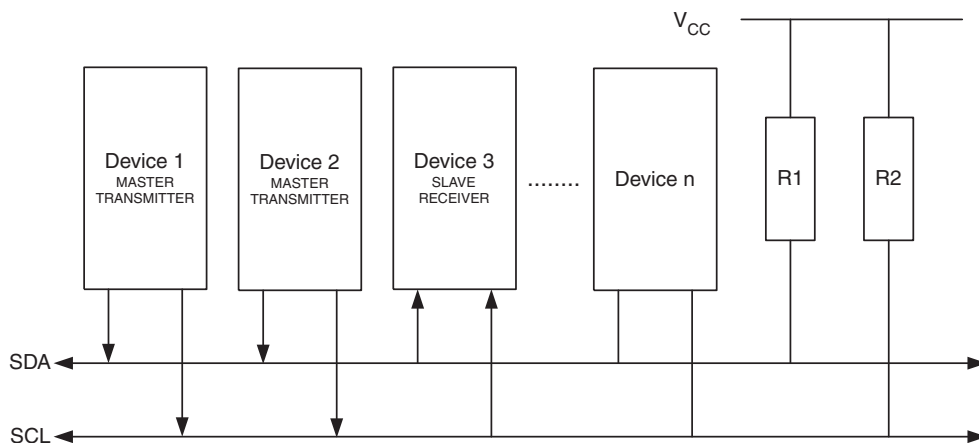 V_CC
Device 1
MASTER
TRANSMITTER
Device 2
MASTER
TRANSMITTER
Device 3
SLAVE
RECEIVER
........
Device n
R1
R2
SDA
SCL